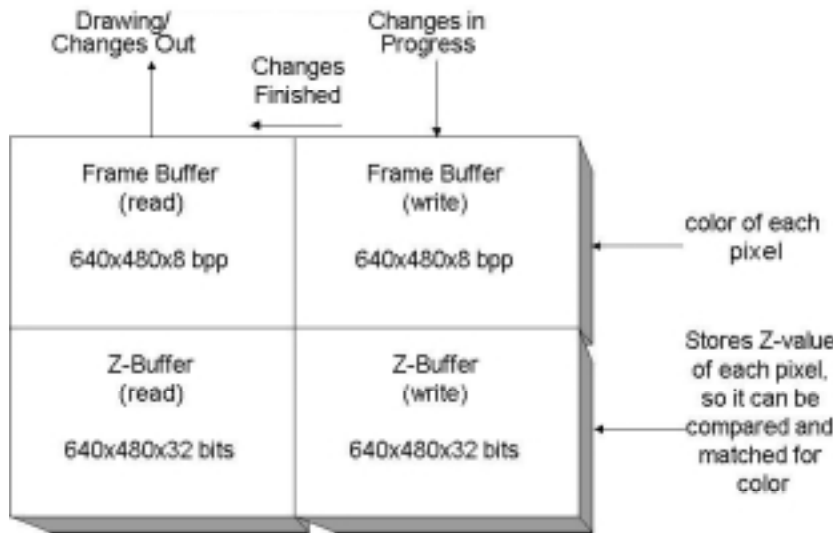 Drawing/
Changes Out
Changes in
Progress
Changes
Finished
Frame Buffer
(read)
640x480x8 bpp
Frame Buffer
(write)
640x480x8 bpp
color of each
pixel
Z-Buffer
(read)
640x480x32 bits
Z-Buffer
(write)
640x480x32 bits
Stores Z-value
of each pixel,
so it can be
compared and
matched for
color